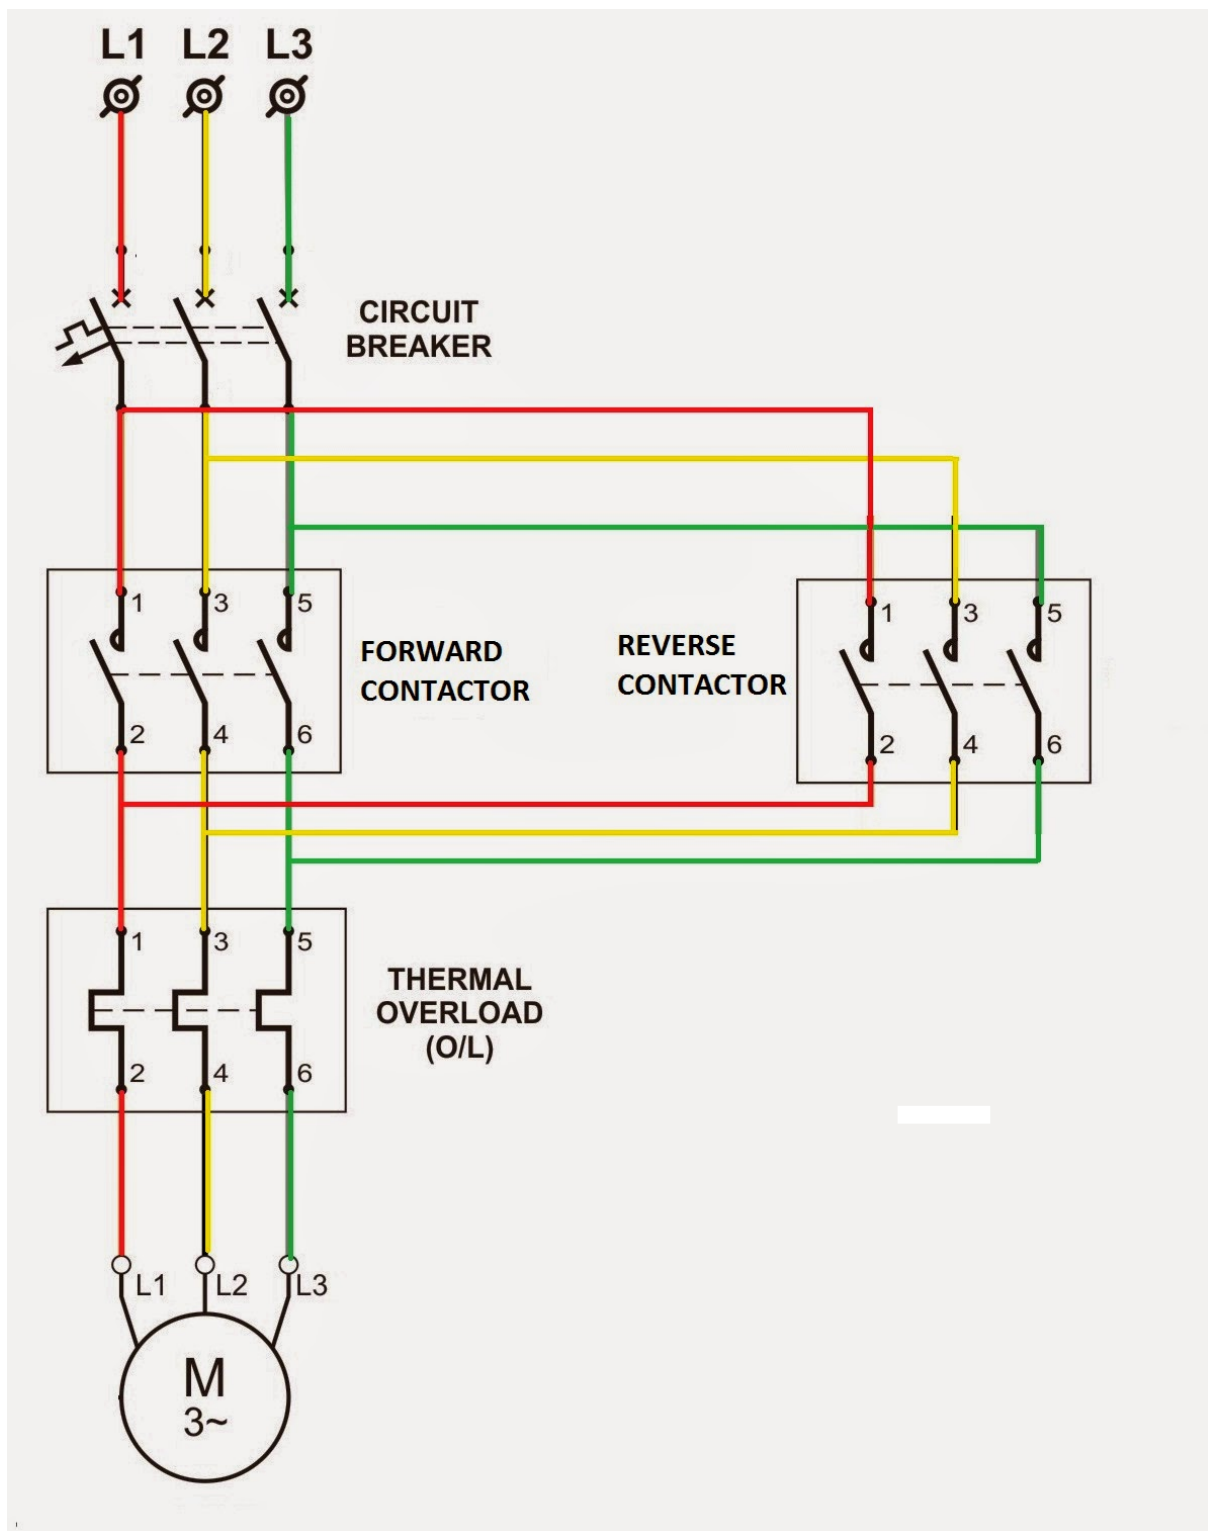 L1 L2 L3
CIRCUIT
BREAKER
1 3 5
FORWARD
CONTACTOR
2 4 6
REVERSE
CONTACTOR
1 3 5
2 4 6
1 3 5
THERMAL
OVERLOAD
(O/L)
2 4 6
L1 L2 L3
M
3~